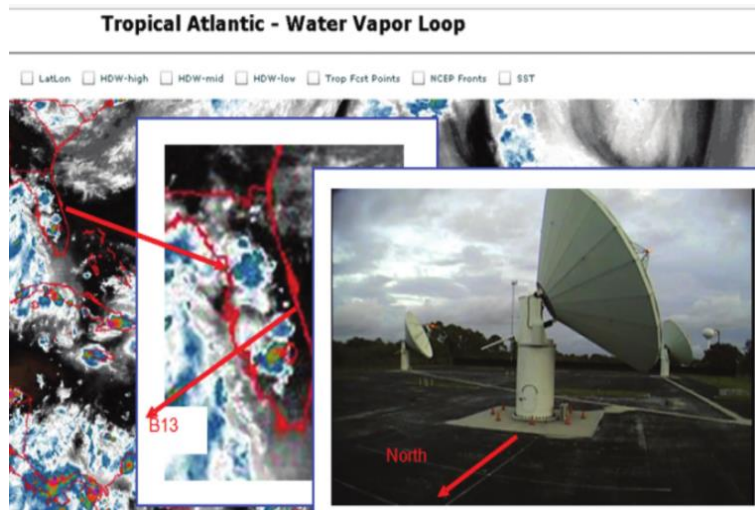 Tropical Atlantic - Water Vapor Loop
LatLon HDW-high HDW-mid HDW-low Trop Fcst Points NCEP Fronts SST
B13
North